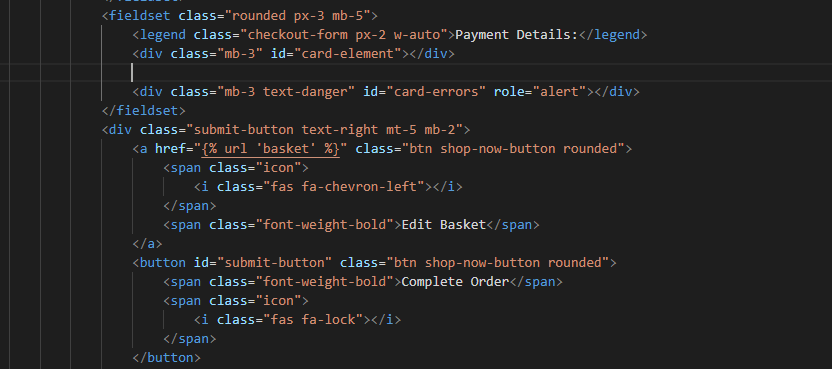 </fieldset>
<fieldset class="rounded px-3 mb-5">
<legend class="checkout-form px-2 w-auto">Payment Details:</legend>
<div class="mb-3" id="card-element"></div>
<div class="mb-3 text-danger" id="card-errors" role="alert"></div>
</fieldset>
<div class="submit-button text-right mt-5 mb-2">
<a href="{% url 'basket' %}" class="btn shop-now-button rounded">
<span class="icon">
<i class="fas fa-chevron-left"></i>
</span>
<span class="font-weight-bold">Edit Basket</span>
</a>
<button id="submit-button" class="btn shop-now-button rounded">
<span class="font-weight-bold">Complete Order</span>
<span class="icon">
<i class="fas fa-lock"></i>
</span>
</button>